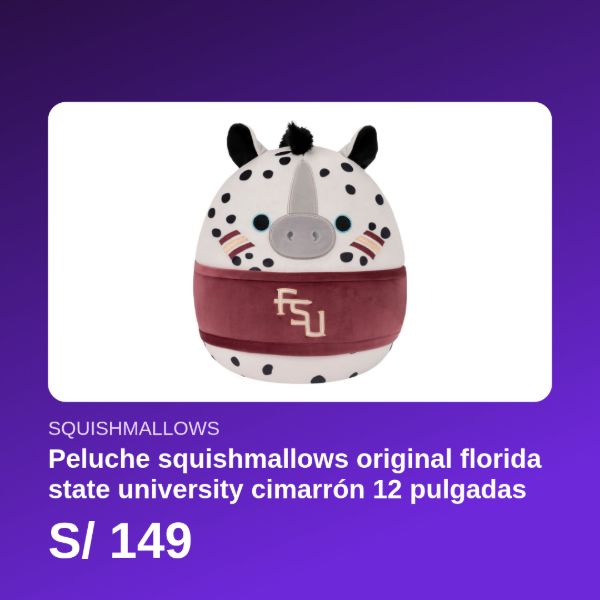 FSU
SQUISHMALLOWS
Peluche squishmallows original florida
state university cimarrón 12 pulgadas
S/ 149